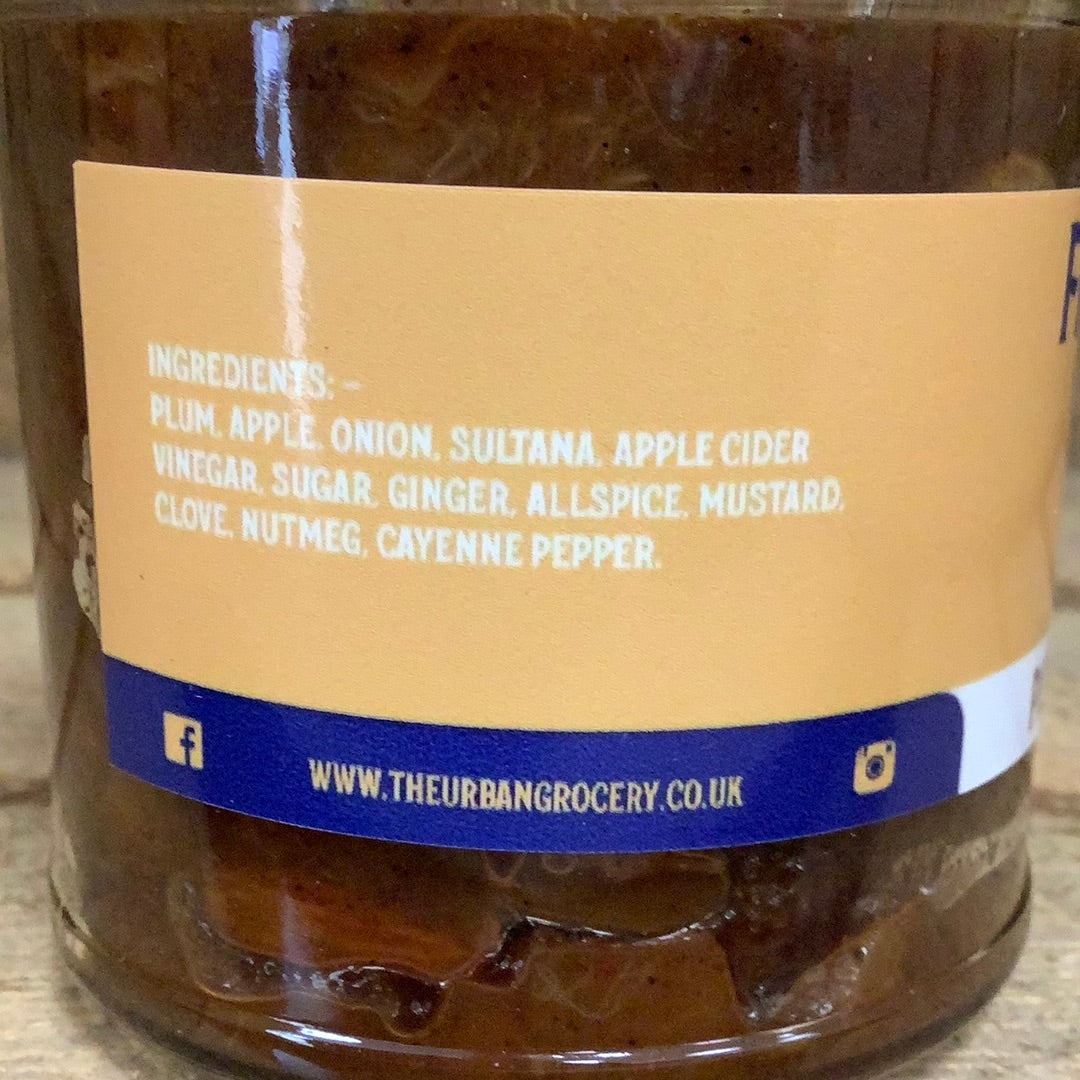 INGREDIENTS: -
PLUM, APPLE, ONION, SULTANA, APPLE CIDER
VINEGAR, SUGAR, GINGER, ALLSPICE, MUSTARD,
CLOVE, NUTMEG, CAYENNE PEPPER.
WWW.THEURBANGROCERY.CO.UK